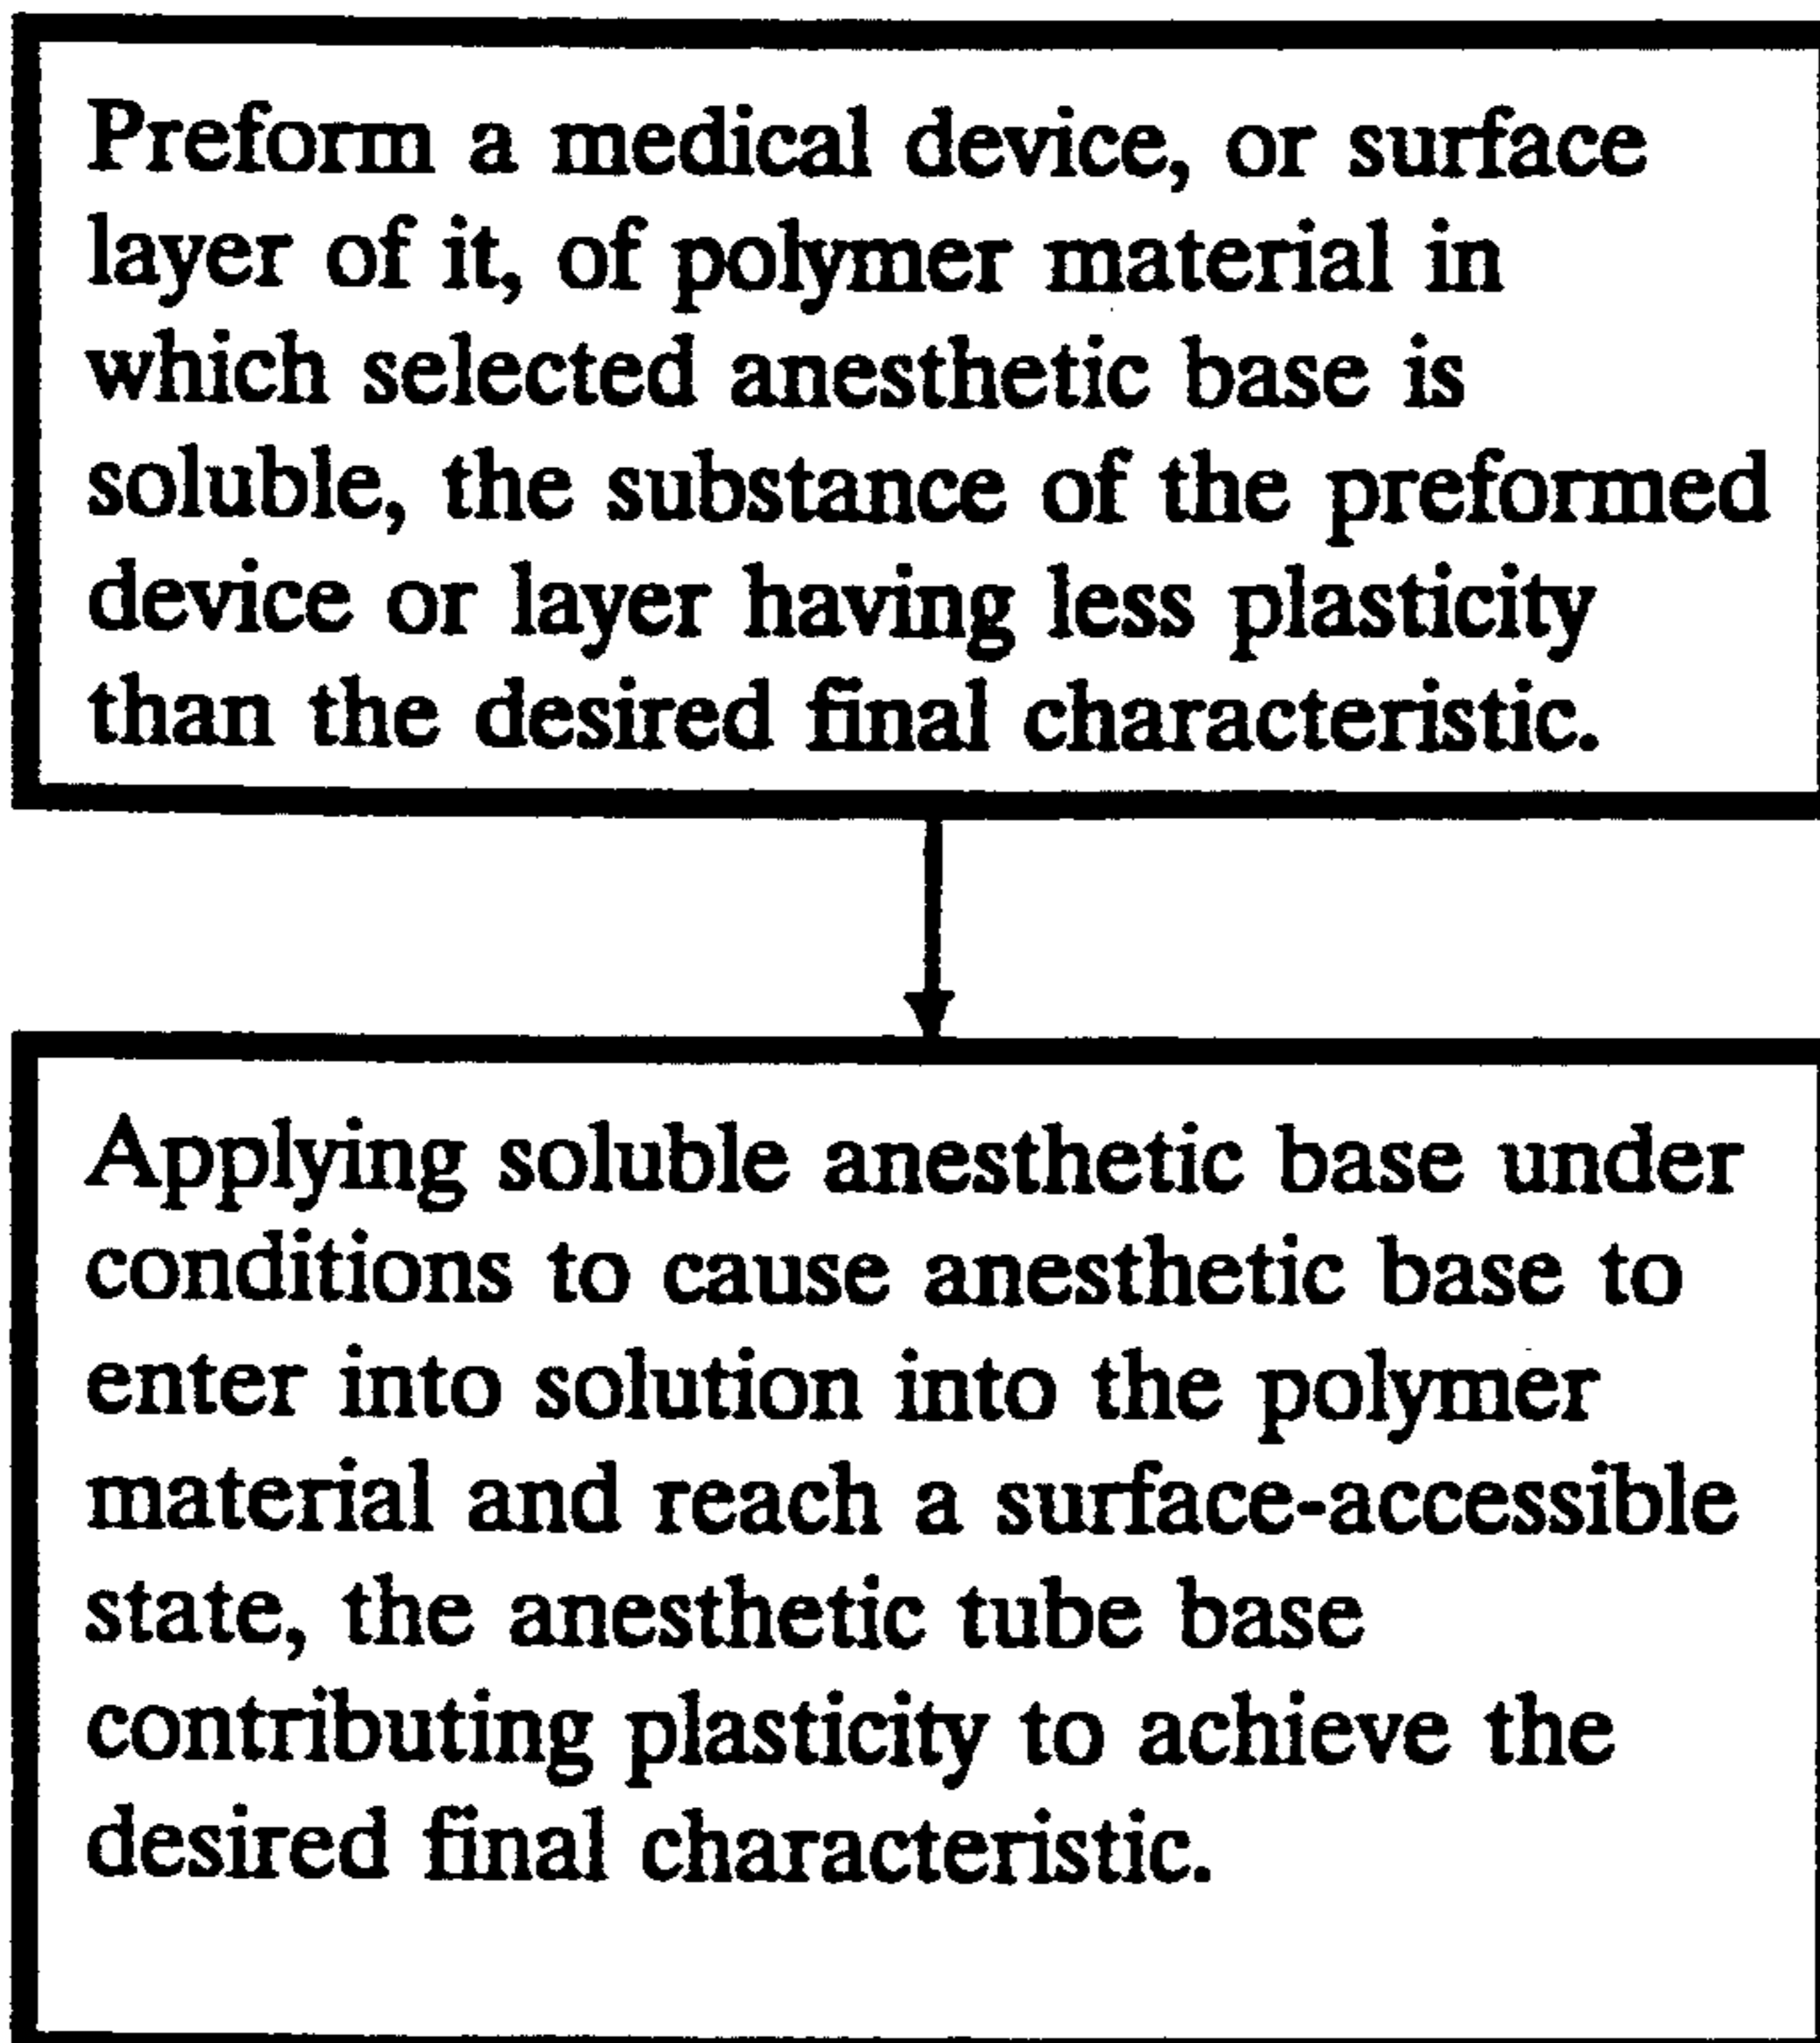 Preform a medical device, or surface
layer of it, of polymer material in
which selected anesthetic base is
soluble, the substance of the preformed
device or layer having less plasticity
than the desired final characteristic.
Applying soluble anesthetic base under
conditions to cause anesthetic base to
enter into solution into the polymer
material and reach a surface-accessible
state, the anesthetic tube base
contributing plasticity to achieve the
desired final characteristic.